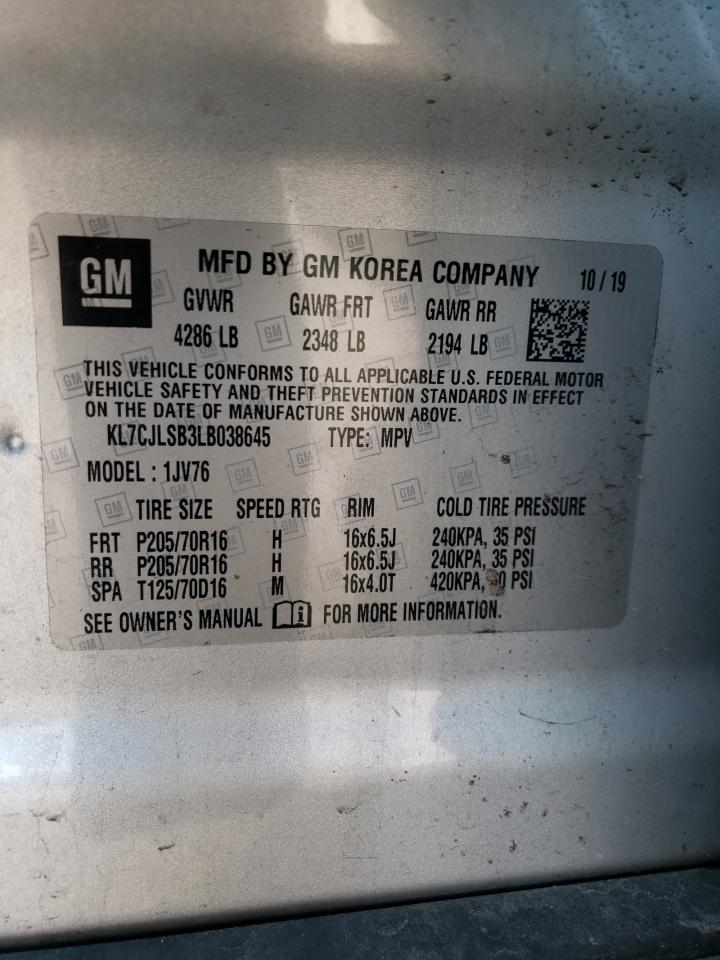 GM MFD BY GM KOREA COMPANY 10 / 19
GVWR GAWR FRT GAWR RR
4286 LB 2348 LB 2194 LB
THIS VEHICLE CONFORMS TO ALL APPLICABLE U.S. FEDERAL MOTOR
VEHICLE SAFETY AND THEFT PREVENTION STANDARDS IN EFFECT
ON THE DATE OF MANUFACTURE SHOWN ABOVE.
KL7CJLSB3LB038645 TYPE: MPV
MODEL : 1JV76
TIRE SIZE SPEED RTG RIM COLD TIRE PRESSURE
FRT P205/70R16 H 16x6.5J 240KPA, 35 PSI
RR P205/70R16 H 16x6.5J 240KPA, 35 PSI
SPA T125/70D16 M 16x4.0T 420KPA, PSI
SEE OWNER'S MANUAL FOR MORE INFORMATION.